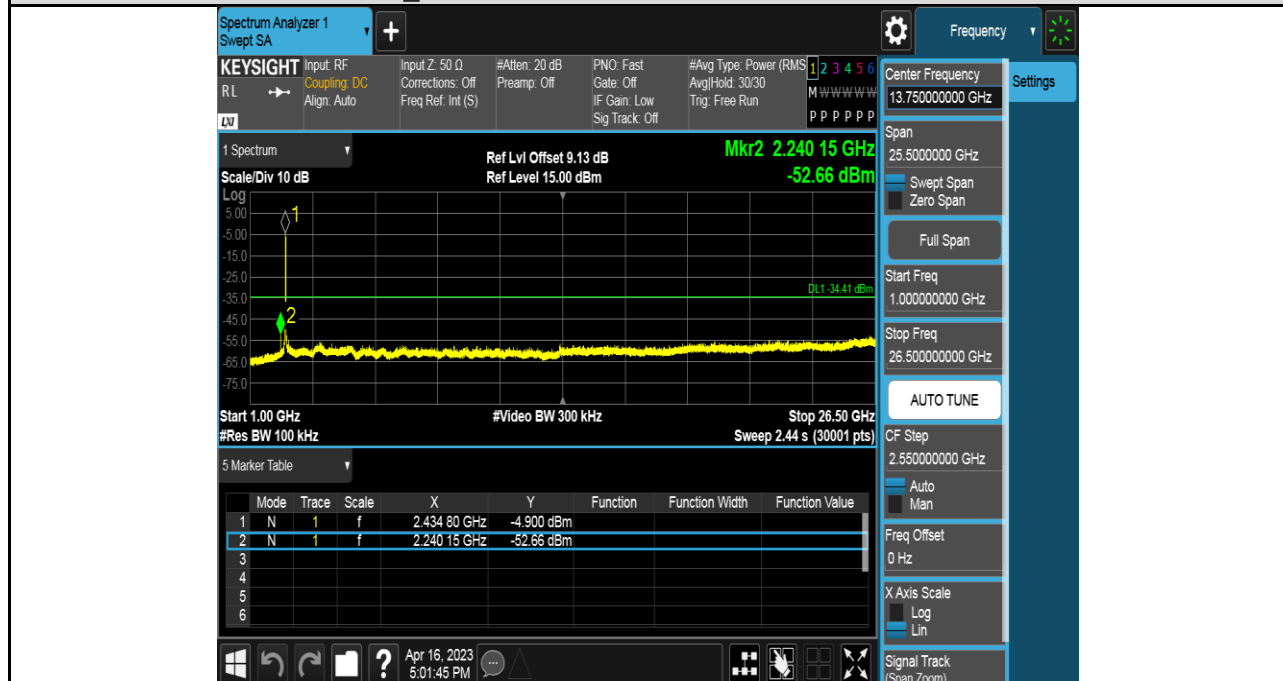 Spectrum Analyzer 1
Swept SA
+
Frequency
KEYSIGHT
RL
LXI
Input: RF
Coupling: DC
Align: Auto
Input Z: 50 Ω
Corrections: Off
Freq Ref: Int (S)
#Atten: 20 dB
Preamp: Off
PNO: Fast
Gate: Off
IF Gain: Low
Sig Track: Off
#Avg Type: Power (RMS
Avg|Hold: 30/30
Trig: Free Run
1 2 3 4 5 6
M W W W W W
P P P P P P
Center Frequency
13.750000000 GHz
Settings
1 Spectrum
Scale/Div 10 dB
Ref Lvl Offset 9.13 dB
Ref Level 15.00 dBm
Mkr2 2.240 15 GHz
-52.66 dBm
Log
5.00
-5.00
-15.0
-25.0
-35.0
-45.0
-55.0
-65.0
-75.0
1
2
DL1 -34.41 dBm
Start 1.00 GHz
#Res BW 100 kHz
#Video BW 300 kHz
Stop 26.50 GHz
Sweep 2.44 s (30001 pts)
Span
25.5000000 GHz
Swept Span
Zero Span
Full Span
Start Freq
1.000000000 GHz
Stop Freq
26.500000000 GHz
AUTO TUNE
CF Step
2.550000000 GHz
Auto
Man
Freq Offset
0 Hz
X Axis Scale
Log
Lin
Signal Track
(Span Zoom)
5 Marker Table
Mode Trace Scale X Y Function Function Width Function Value
1 N 1 f 2.434 80 GHz -4.900 dBm
2 N 1 f 2.240 15 GHz -52.66 dBm
3
4
5
6
?
Apr 16, 2023
5:01:45 PM